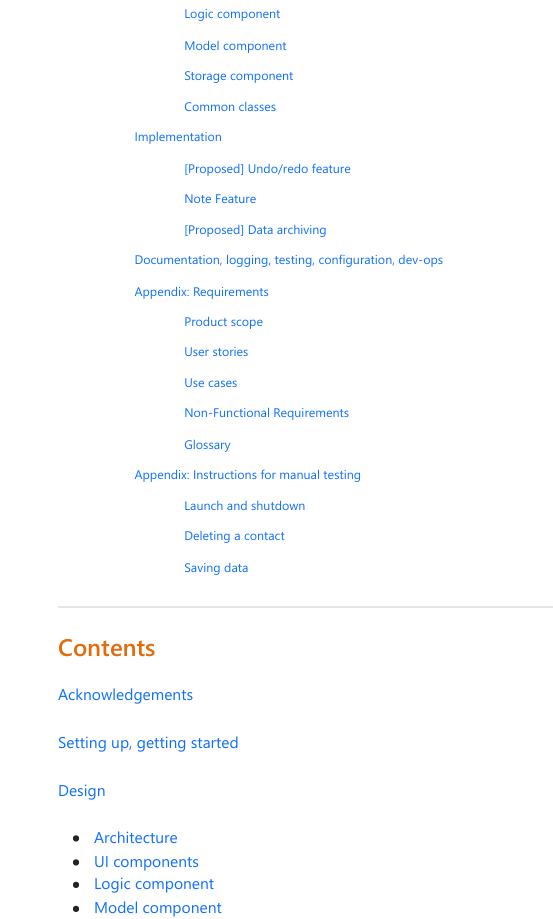 Logic component
Model component
Storage component
Common classes
Implementation
[Proposed] Undo/redo feature
Note Feature
[Proposed] Data archiving
Documentation, logging, testing, configuration, dev-ops
Appendix: Requirements
Product scope
User stories
Use cases
Non-Functional Requirements
Glossary
Appendix: Instructions for manual testing
Launch and shutdown
Deleting a contact
Saving data
Contents
Acknowledgements
Setting up, getting started
Design
• Architecture
• UI components
• Logic component
• Model component